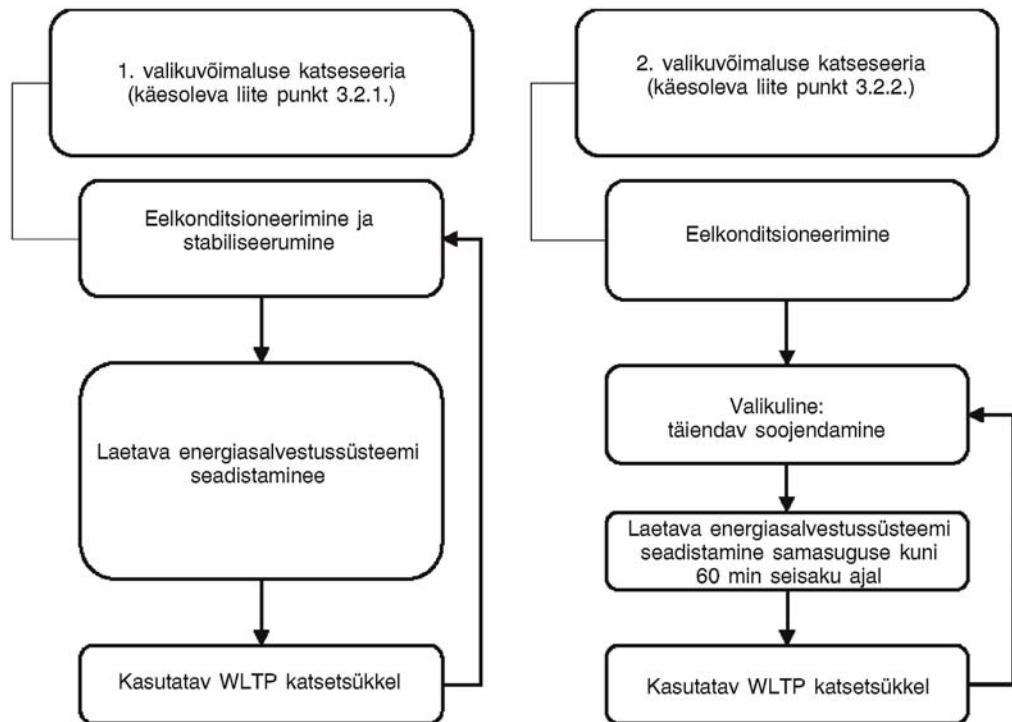 1. valikuvõimaluse katseseeria
(käesoleva liite punkt 3.2.1.)
Eelkonditsioneerimine ja
stabiliseerumine
Laetava energiasalvestussüsteemi
seadistaminee
Kasutatav WLTP katsetsükkel
2. valikuvõimaluse katseseeria
(käesoleva liite punkt 3.2.2.)
Eelkonditsioneerimine
Valikuline:
täiendav soojendamine
Laetava energiasalvestussüsteemi
seadistamine samasuguse kuni
60 min seisaku ajal
Kasutatav WLTP katsetsükkel